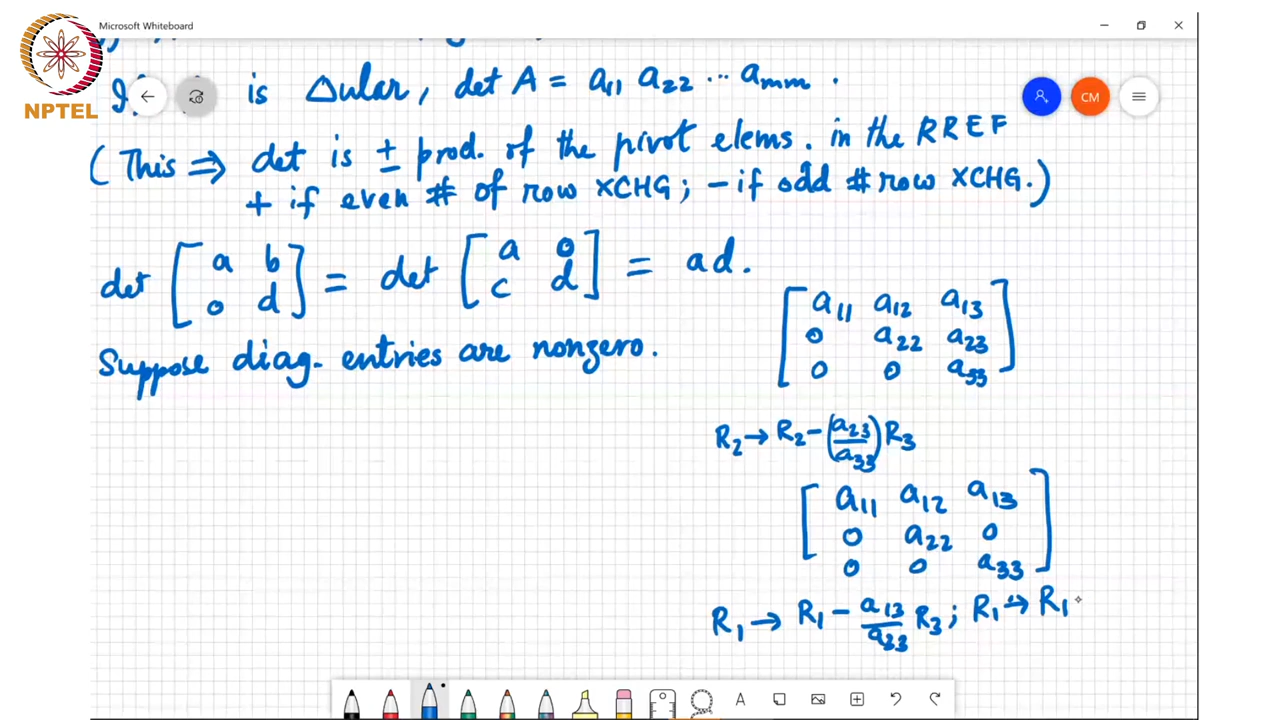 Microsoft Whiteboard
NPTEL
CM
is Δular, det A = a11 a22 ... amm.
(This ⇒ det is ± prod. of the pivot elems. in the RREF
+ if even # of row XCHG; - if odd # row XCHG.)
det [a b; 0 d] = det [a 0; c d] = ad.
Suppose diag. entries are nonzero.
[a11 a12 a13
0 a22 a23
0 0 a33]
R2 → R2 - (a23/a33) R3
[a11 a12 a13
0 a22 0
0 0 a33]
R1 → R1 - a13/a33 R3; R1 → R1
A